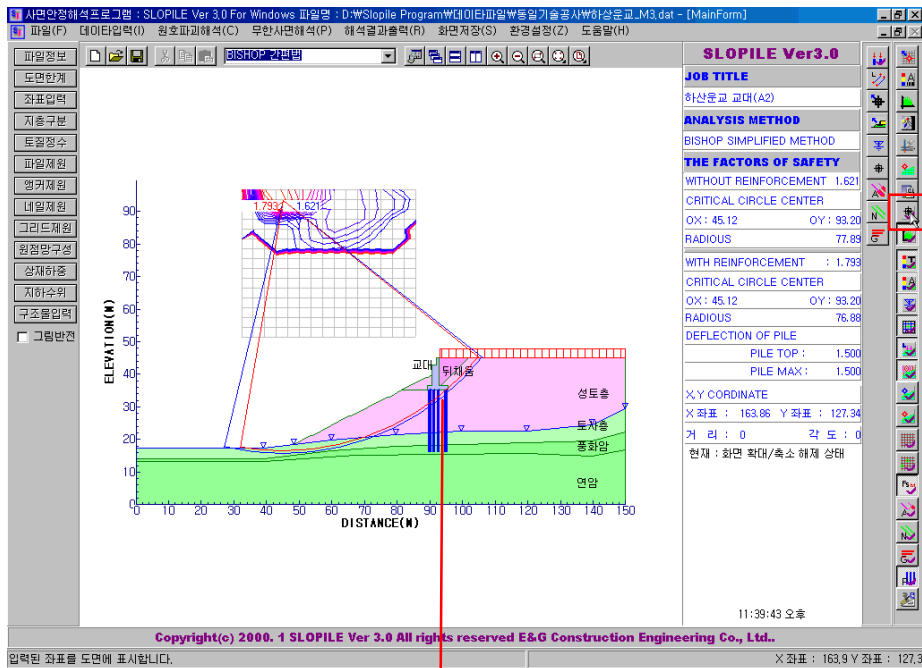 사면안정해석프로그램 : SLOPILE Ver 3,0 For Windows 파일명 : D:₩Slopile Program₩데이타파일₩동일기술공사₩하상운교_M3,dat - [MainForm]
파일(F) 데이타입력(I) 원호파괴해석(C) 무한사면해석(P) 해석결과출력(R) 화면저장(S) 환경설정(Z) 도움말(H)
파일정보
도면한계
좌표입력
지층구분
토질정수
파일제원
앵커제원
네일제원
그리드제원
원점망구성
상재하중
지하수위
구조물입력
그림반전
BISHOP 간편법
1.793
1.621
ELEVATION(M)
90
80
70
60
50
40
30
20
10
0
교대
뒤채움
성토층
토사층
풍화암
연암
0 10 20 30 40 50 60 70 80 90 100 110 120 130 140 150
DISTANCE(M)
SLOPILE Ver3.0
JOB TITLE
하산운교 교대(A2)
ANALYSIS METHOD
BISHOP SIMPLIFIED METHOD
THE FACTORS OF SAFETY
WITHOUT REINFORCEMENT 1.621
CRITICAL CIRCLE CENTER
OX : 45.12 OY : 93.20
RADIOUS 77.89
WITH REINFORCEMENT : 1.793
CRITICAL CIRCLE CENTER
OX : 45.12 OY : 93.20
RADIOUS 76.88
DEFLECTION OF PILE
PILE TOP : 1.500
PILE MAX : 1.500
X,Y CORDINATE
X 좌표 : 163.86 Y 좌표 : 127.34
거 리 : 0 각 도 : 0
현재 : 화면 확대/축소 해제 상태
11:39:43 오후
Copyright(c) 2000. 1 SLOPILE Ver 3.0 All rights reserved E&G Construction Engineering Co., Ltd..
입력된 좌표를 도면에 표시합니다.
X 좌표 : 163,9 Y 좌표 : 127,3